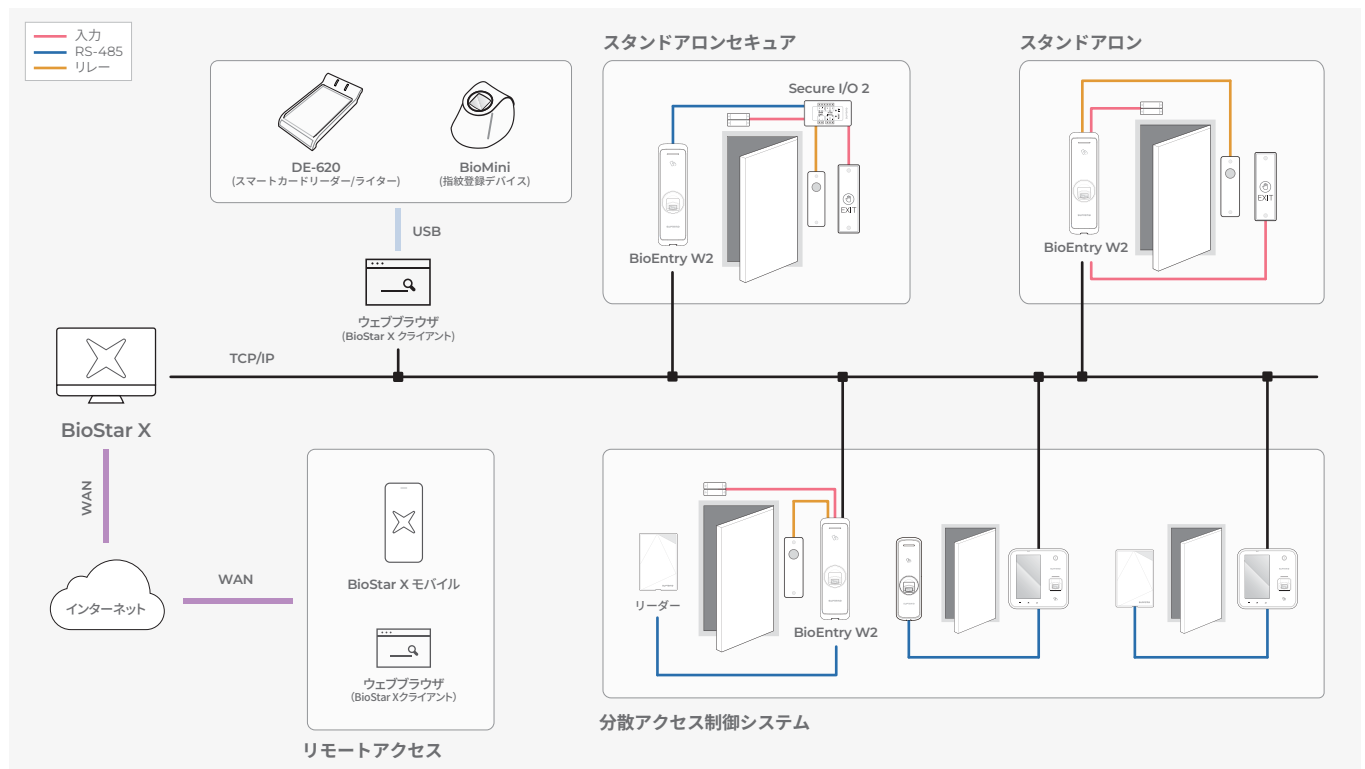 入力
RS-485
リレー
スタンドアロンセキュア
スタンドアロン
Secure I/O 2
DE-620
(スマートカードリーダー/ライター)
BioMini
(指紋登録デバイス)
EXIT
EXIT
USB
BioEntry W2
BioEntry W2
ウェブブラウザ
(BioStar X クライアント)
TCP/IP
BioStar X
WAN
WAN
インターネット
BioStar X モバイル
ウェブブラウザ
(BioStar Xクライアント)
リモートアクセス
リーダー
BioEntry W2
分散アクセス制御システム